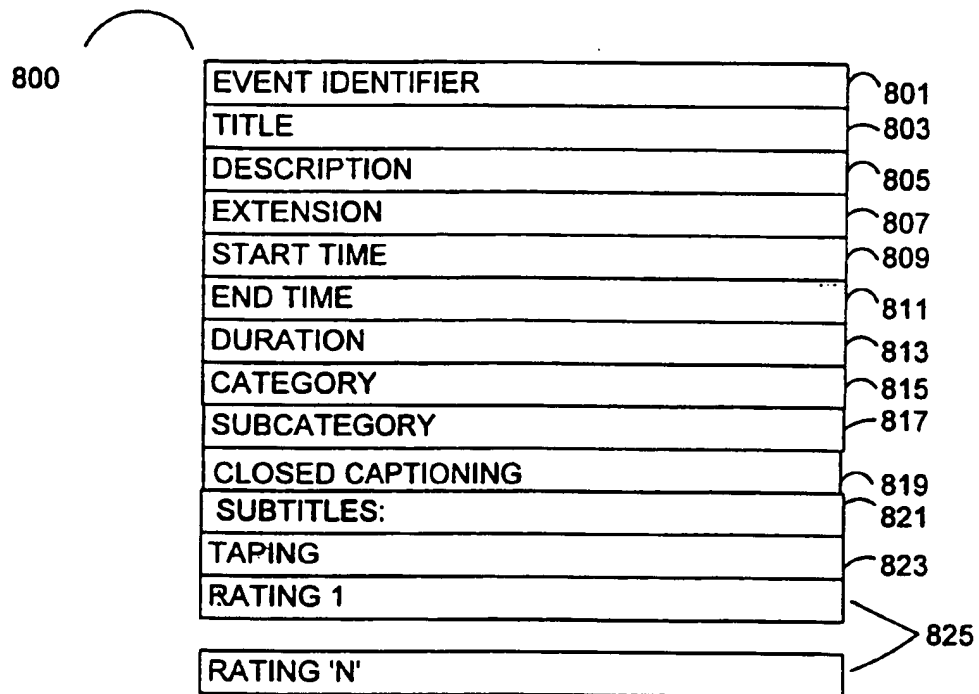 800
EVENT IDENTIFIER 801
TITLE 803
DESCRIPTION 805
EXTENSION 807
START TIME 809
END TIME 811
DURATION 813
CATEGORY 815
SUBCATEGORY 817
CLOSED CAPTIONING 819
SUBTITLES: 821
TAPING 823
RATING 1
825
RATING 'N'